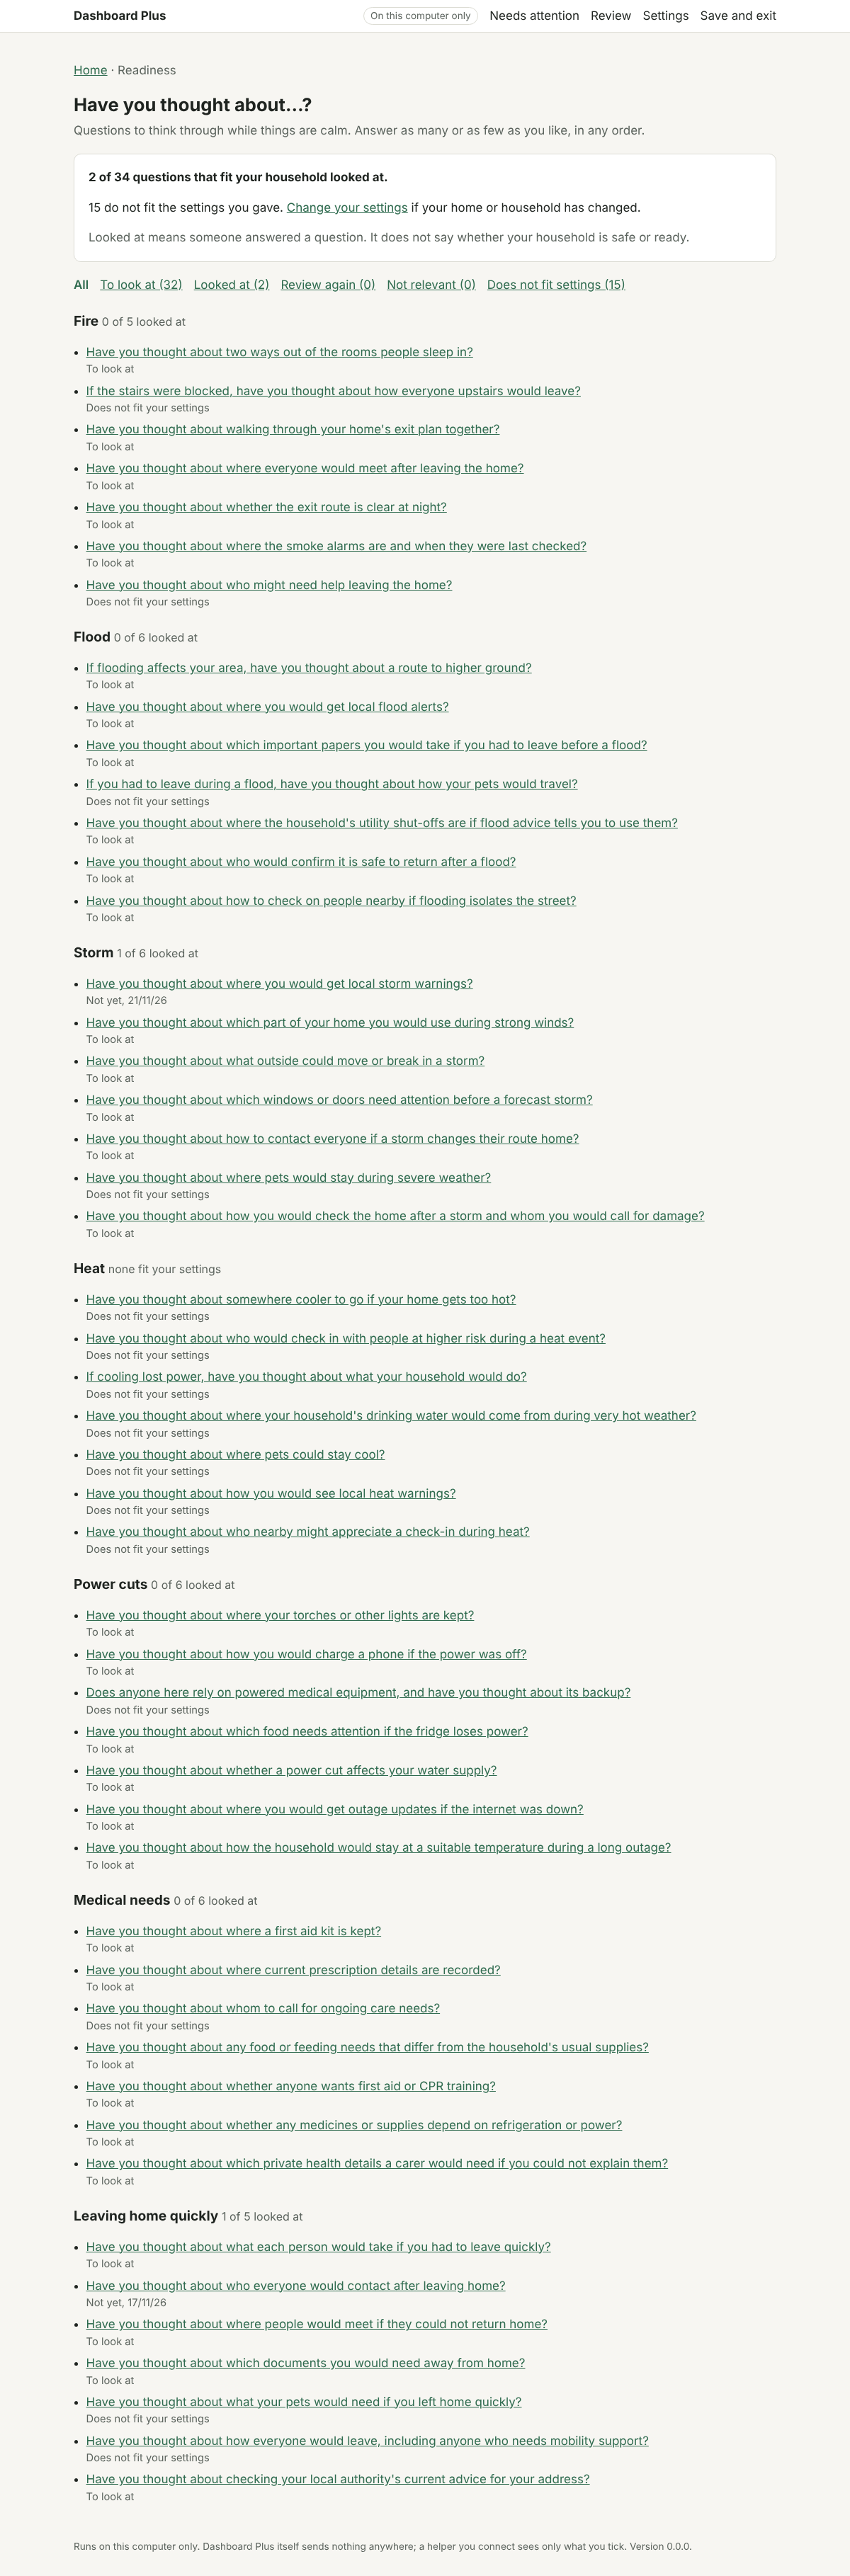 Dashboard Plus
On this computer only Needs attention Review Settings Save and exit
Home · Readiness
Have you thought about…?
Questions to think through while things are calm. Answer as many or as few as you like, in any order.
2 of 34 questions that fit your household looked at.
15 do not fit the settings you gave. Change your settings if your home or household has changed.
Looked at means someone answered a question. It does not say whether your household is safe or ready.
All To look at (32) Looked at (2) Review again (0) Not relevant (0) Does not fit settings (15)
Fire 0 of 5 looked at
• Have you thought about two ways out of the rooms people sleep in?
To look at
• If the stairs were blocked, have you thought about how everyone upstairs would leave?
Does not fit your settings
• Have you thought about walking through your home's exit plan together?
To look at
• Have you thought about where everyone would meet after leaving the home?
To look at
• Have you thought about whether the exit route is clear at night?
To look at
• Have you thought about where the smoke alarms are and when they were last checked?
To look at
• Have you thought about who might need help leaving the home?
Does not fit your settings
Flood 0 of 6 looked at
• If flooding affects your area, have you thought about a route to higher ground?
To look at
• Have you thought about where you would get local flood alerts?
To look at
• Have you thought about which important papers you would take if you had to leave before a flood?
To look at
• If you had to leave during a flood, have you thought about how your pets would travel?
Does not fit your settings
• Have you thought about where the household's utility shut-offs are if flood advice tells you to use them?
To look at
• Have you thought about who would confirm it is safe to return after a flood?
To look at
• Have you thought about how to check on people nearby if flooding isolates the street?
To look at
Storm 1 of 6 looked at
• Have you thought about where you would get local storm warnings?
Not yet, 21/11/26
• Have you thought about which part of your home you would use during strong winds?
To look at
• Have you thought about what outside could move or break in a storm?
To look at
• Have you thought about which windows or doors need attention before a forecast storm?
To look at
• Have you thought about how to contact everyone if a storm changes their route home?
To look at
• Have you thought about where pets would stay during severe weather?
Does not fit your settings
• Have you thought about how you would check the home after a storm and whom you would call for damage?
To look at
Heat none fit your settings
• Have you thought about somewhere cooler to go if your home gets too hot?
Does not fit your settings
• Have you thought about who would check in with people at higher risk during a heat event?
Does not fit your settings
• If cooling lost power, have you thought about what your household would do?
Does not fit your settings
• Have you thought about where your household's drinking water would come from during very hot weather?
Does not fit your settings
• Have you thought about where pets could stay cool?
Does not fit your settings
• Have you thought about how you would see local heat warnings?
Does not fit your settings
• Have you thought about who nearby might appreciate a check-in during heat?
Does not fit your settings
Power cuts 0 of 6 looked at
• Have you thought about where your torches or other lights are kept?
To look at
• Have you thought about how you would charge a phone if the power was off?
To look at
• Does anyone here rely on powered medical equipment, and have you thought about its backup?
Does not fit your settings
• Have you thought about which food needs attention if the fridge loses power?
To look at
• Have you thought about whether a power cut affects your water supply?
To look at
• Have you thought about where you would get outage updates if the internet was down?
To look at
• Have you thought about how the household would stay at a suitable temperature during a long outage?
To look at
Medical needs 0 of 6 looked at
• Have you thought about where a first aid kit is kept?
To look at
• Have you thought about where current prescription details are recorded?
To look at
• Have you thought about whom to call for ongoing care needs?
Does not fit your settings
• Have you thought about any food or feeding needs that differ from the household's usual supplies?
To look at
• Have you thought about whether anyone wants first aid or CPR training?
To look at
• Have you thought about whether any medicines or supplies depend on refrigeration or power?
To look at
• Have you thought about which private health details a carer would need if you could not explain them?
To look at
Leaving home quickly 1 of 5 looked at
• Have you thought about what each person would take if you had to leave quickly?
To look at
• Have you thought about who everyone would contact after leaving home?
Not yet, 17/11/26
• Have you thought about where people would meet if they could not return home?
To look at
• Have you thought about which documents you would need away from home?
To look at
• Have you thought about what your pets would need if you left home quickly?
Does not fit your settings
• Have you thought about how everyone would leave, including anyone who needs mobility support?
Does not fit your settings
• Have you thought about checking your local authority's current advice for your address?
To look at
Runs on this computer only. Dashboard Plus itself sends nothing anywhere; a helper you connect sees only what you tick. Version 0.0.0.